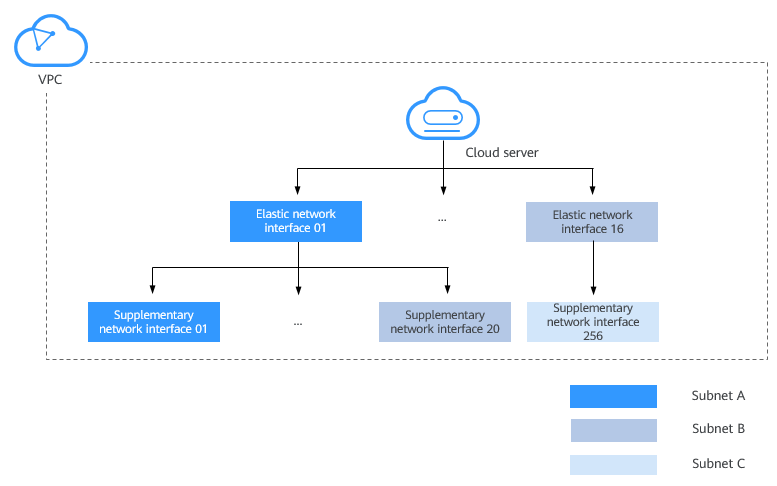 VPC
Cloud server
Elastic network
interface 01
...
Elastic network
interface 16
Supplementary
network interface 01
...
Supplementary
network interface 20
Supplementary
network interface
256
Subnet A
Subnet B
Subnet C